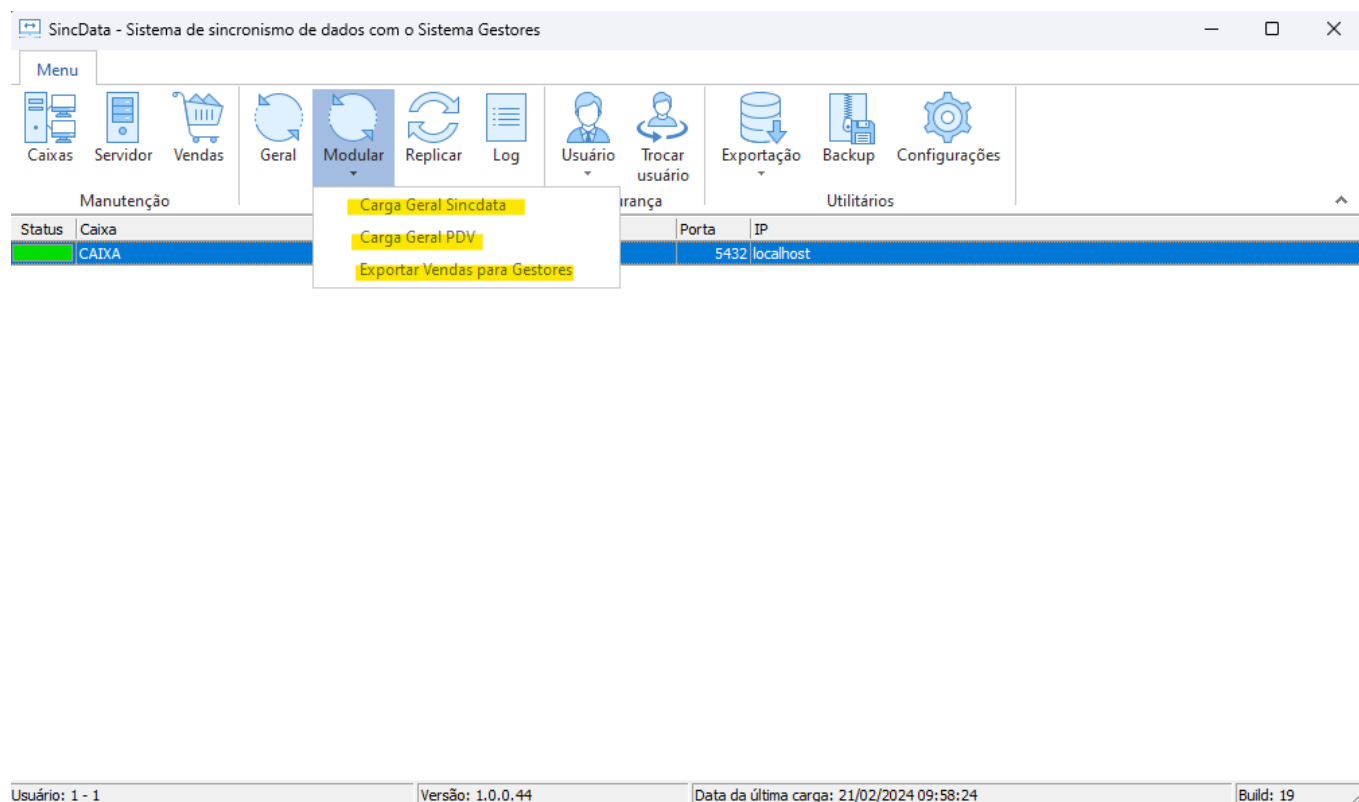 SincData - Sistema de sincronismo de dados com o Sistema Gestores
Menu
Caixas Servidor Vendas Geral Modular Replicar Log Usuário Trocar usuário Exportação Backup Configurações
Manutenção rança Utilitários
Carga Geral Sincdata
Carga Geral PDV
Exportar Vendas para Gestores
Status Caixa Porta IP
CAIXA 5432 localhost
Usuário: 1 - 1 Versão: 1.0.0.44 Data da última carga: 21/02/2024 09:58:24 Build: 19